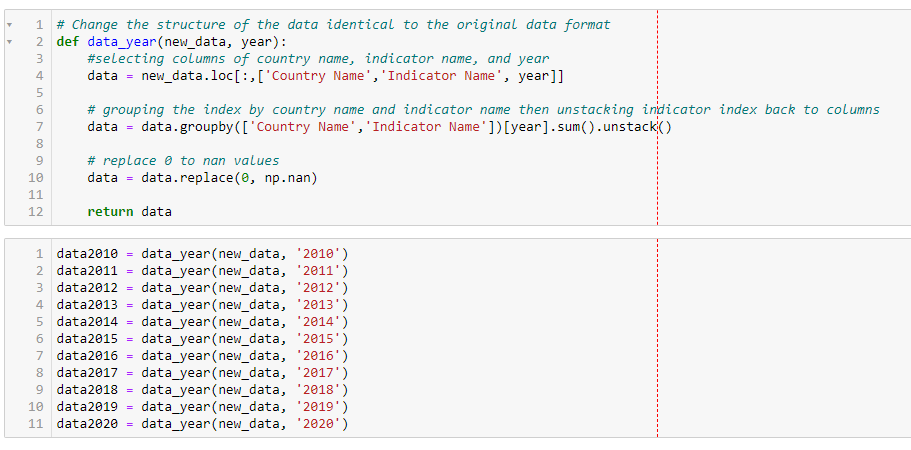 1 # Change the structure of the data identical to the original data format
2 def data_year(new_data, year):
3     #selecting columns of country name, indicator name, and year
4     data = new_data.loc[:,['Country Name','Indicator Name', year]]
5
6     # grouping the index by country name and indicator name then unstacking indicator index back to columns
7     data = data.groupby(['Country Name','Indicator Name'])[year].sum().unstack()
8
9     # replace 0 to nan values
10     data = data.replace(0, np.nan)
11
12     return data
1 data2010 = data_year(new_data, '2010')
2 data2011 = data_year(new_data, '2011')
3 data2012 = data_year(new_data, '2012')
4 data2013 = data_year(new_data, '2013')
5 data2014 = data_year(new_data, '2014')
6 data2015 = data_year(new_data, '2015')
7 data2016 = data_year(new_data, '2016')
8 data2017 = data_year(new_data, '2017')
9 data2018 = data_year(new_data, '2018')
10 data2019 = data_year(new_data, '2019')
11 data2020 = data_year(new_data, '2020')